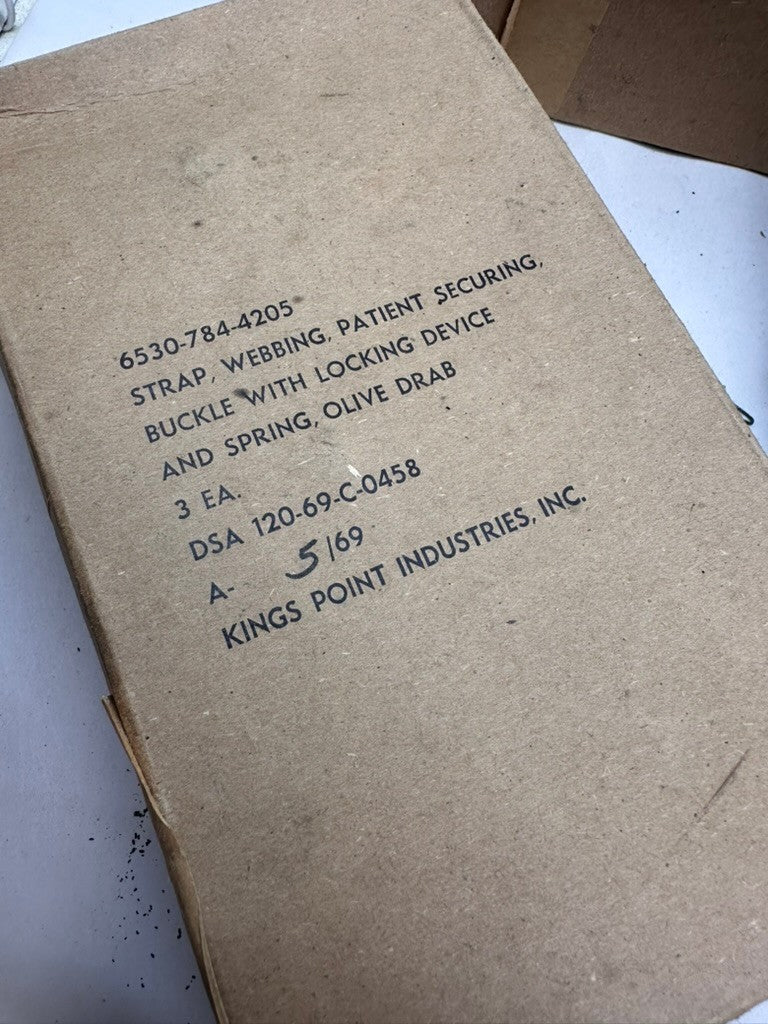 6530-784-4205
STRAP, WEBBING, PATIENT SECURING,
BUCKLE WITH LOCKING DEVICE
AND SPRING, OLIVE DRAB
3 EA.
DSA 120-69-C-0458
A- 5/69
KINGS POINT INDUSTRIES, INC.